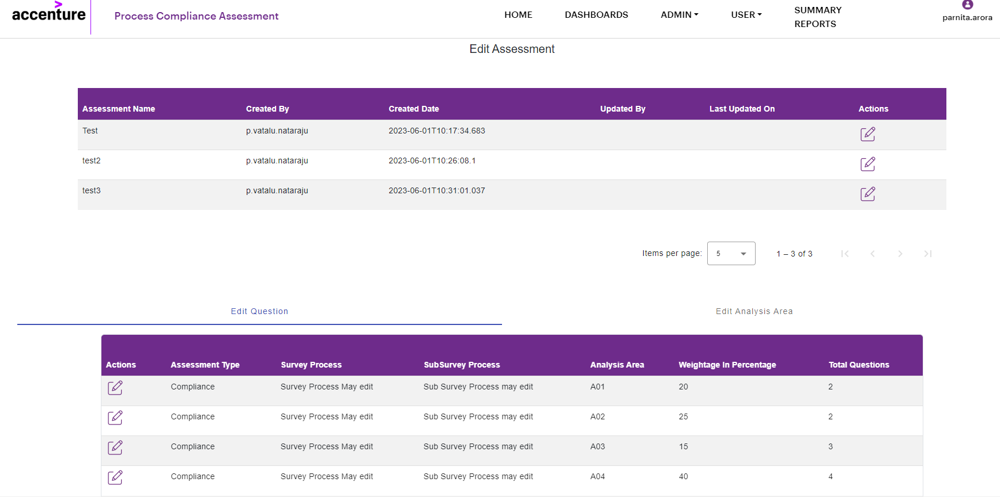 accenture
Process Compliance Assessment
HOME DASHBOARDS ADMIN USER SUMMARY REPORTS
parnita.arora
Edit Assessment
Assessment Name Created By Created Date Updated By Last Updated On Actions
Test p.vatalu.nataraju 2023-06-01T10:17:34.683
test2 p.vatalu.nataraju 2023-06-01T10:26:08.1
test3 p.vatalu.nataraju 2023-06-01T10:31:01.037
Items per page: 5 1 – 3 of 3
Edit Question Edit Analysis Area
Actions Assessment Type Survey Process SubSurvey Process Analysis Area Weightage In Percentage Total Questions
Compliance Survey Process May edit Sub Survey Process may edit A01 20 2
Compliance Survey Process May edit Sub Survey Process may edit A02 25 2
Compliance Survey Process May edit Sub Survey Process may edit A03 15 3
Compliance Survey Process May edit Sub Survey Process may edit A04 40 4